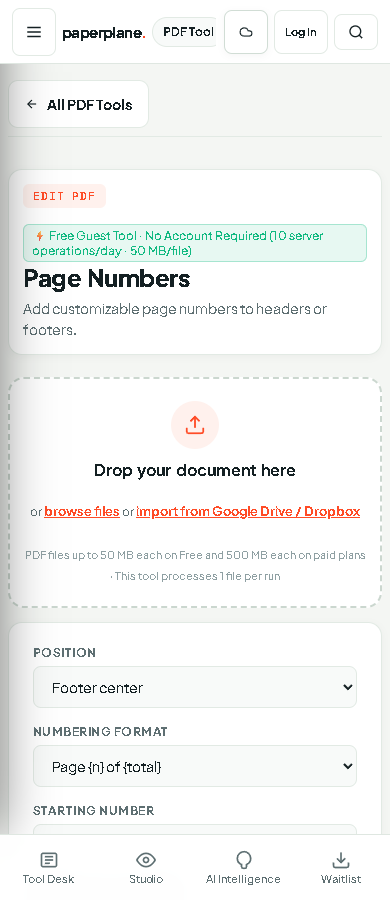 paperplane.
PDF Tool
Log In
All PDF Tools
EDIT PDF
Free Guest Tool · No Account Required (10 server
operations/day · 50 MB/file)
Page Numbers
Add customizable page numbers to headers or
footers.
Drop your document here
or browse files or import from Google Drive / Dropbox
PDF files up to 50 MB each on Free and 500 MB each on paid plans
· This tool processes 1 file per run
POSITION
Footer center
NUMBERING FORMAT
Page {n} of {total}
STARTING NUMBER
Tool Desk
Studio
AI Intelligence
Waitlist